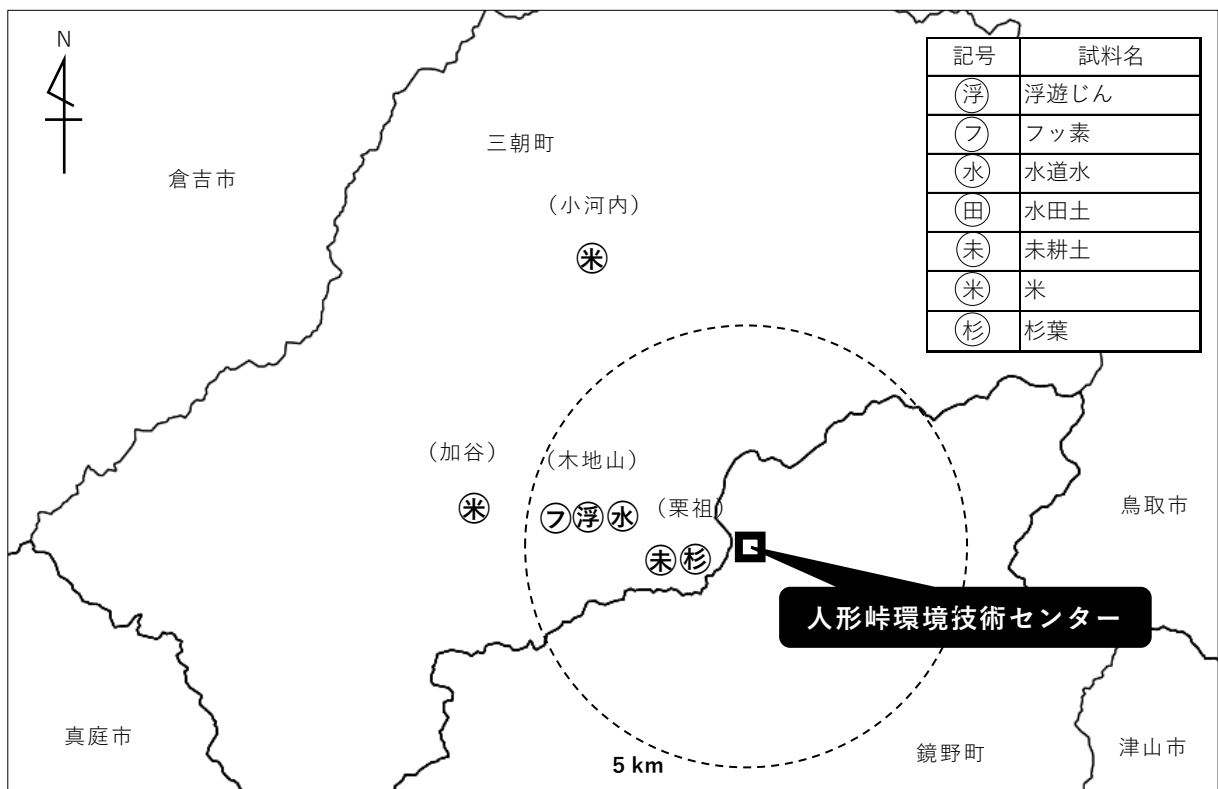 N
記号 試料名
浮 浮遊じん
フ フッ素
水 水道水
田 水田土
未 未耕土
米 米
杉 杉葉
三朝町
倉吉市
(小河内)
米
(加谷)
(木地山)
米
フ浮水
(栗祖)
未杉
鳥取市
人形峠環境技術センター
真庭市
5 km
鏡野町
津山市